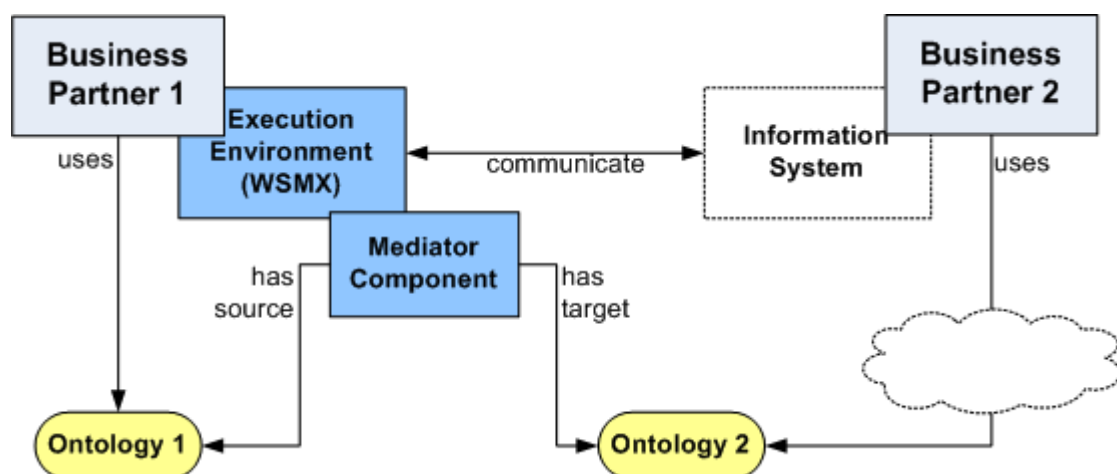 Business
Partner 1
Business
Partner 2
Execution
Environment
(WSMX)
Information
System
uses
communicate
uses
Mediator
Component
has
source
has
target
Ontology 1
Ontology 2